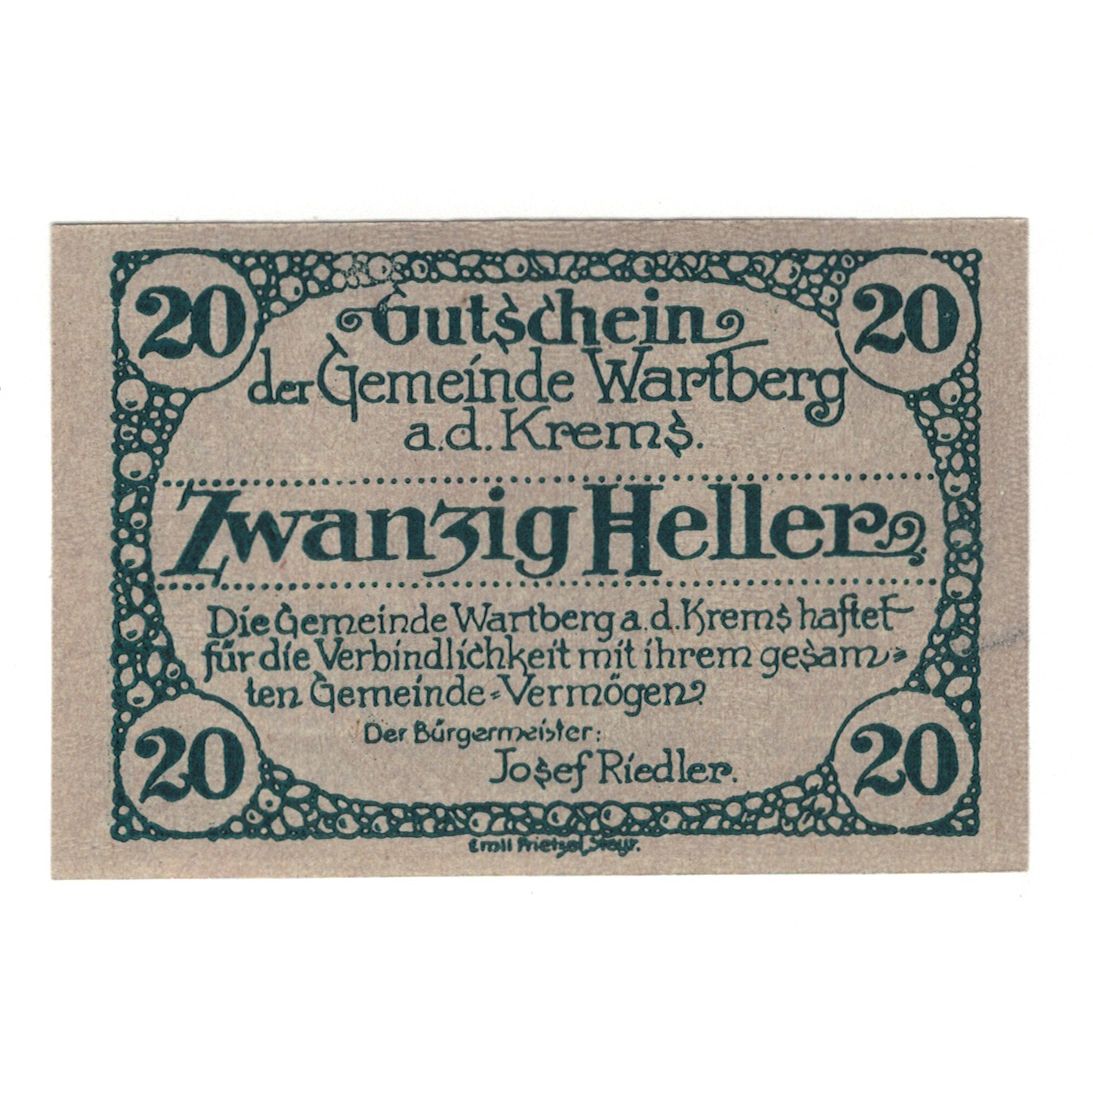 20 20
Gutschein
der Gemeinde Wartberg
a.d. Krems.
Zwanzig Heller.
Die Gemeinde Wartberg a.d. Krems haftet
für die Verbindlichkeit mit ihrem gesam=
ten Gemeinde=Vermögen.
Der Bürgermeister:
Josef Riedler.
20 20
Emil Prietzel, Steyr.